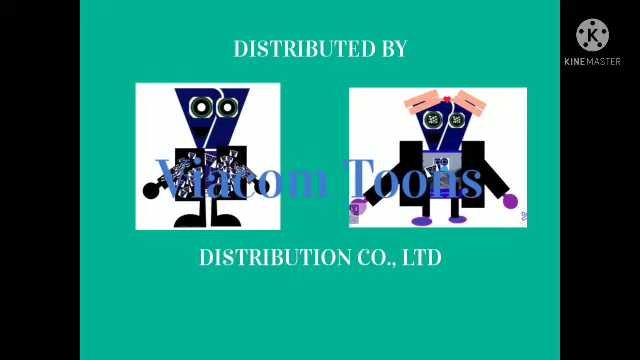 DISTRIBUTED BY
Viacom Toons
DISTRIBUTION CO., LTD
K
KINEMASTER